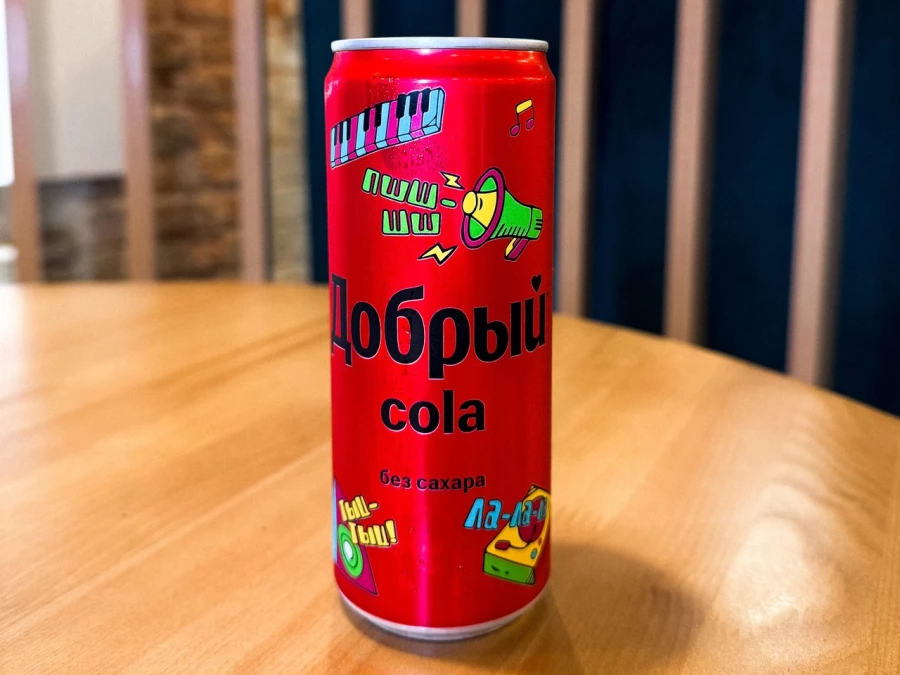 пшш-
шш
Добрый
cola
без сахара
Тыц-
Тыц!
Ла-ла-л